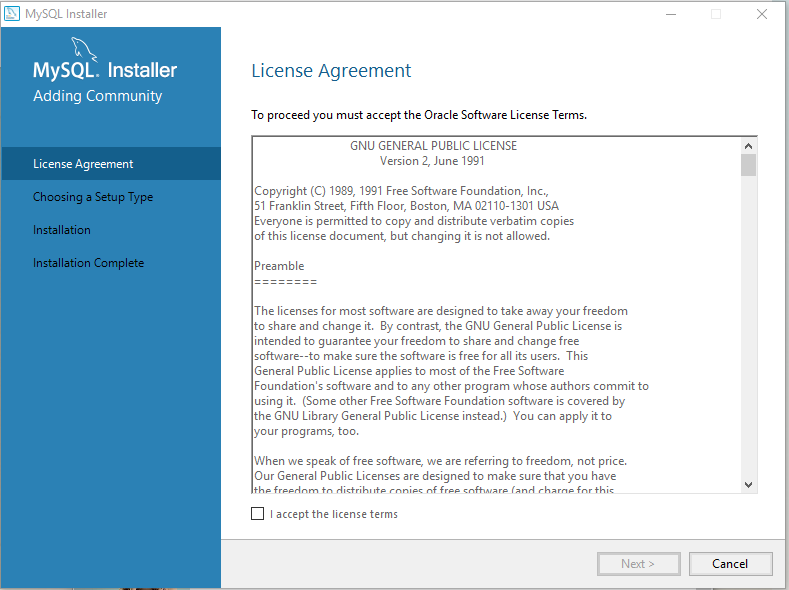 MySQL Installer
MySQL. Installer
Adding Community
License Agreement
Choosing a Setup Type
Installation
Installation Complete
License Agreement
To proceed you must accept the Oracle Software License Terms.
GNU GENERAL PUBLIC LICENSE
Version 2, June 1991
Copyright (C) 1989, 1991 Free Software Foundation, Inc.,
51 Franklin Street, Fifth Floor, Boston, MA 02110-1301 USA
Everyone is permitted to copy and distribute verbatim copies
of this license document, but changing it is not allowed.
Preamble
========
The licenses for most software are designed to take away your freedom
to share and change it.  By contrast, the GNU General Public License is
intended to guarantee your freedom to share and change free
software--to make sure the software is free for all its users.  This
General Public License applies to most of the Free Software
Foundation's software and to any other program whose authors commit to
using it.  (Some other Free Software Foundation software is covered by
the GNU Library General Public License instead.)  You can apply it to
your programs, too.
When we speak of free software, we are referring to freedom, not price.
Our General Public Licenses are designed to make sure that you have
the freedom to distribute copies of free software (and charge for this
I accept the license terms
Next >
Cancel